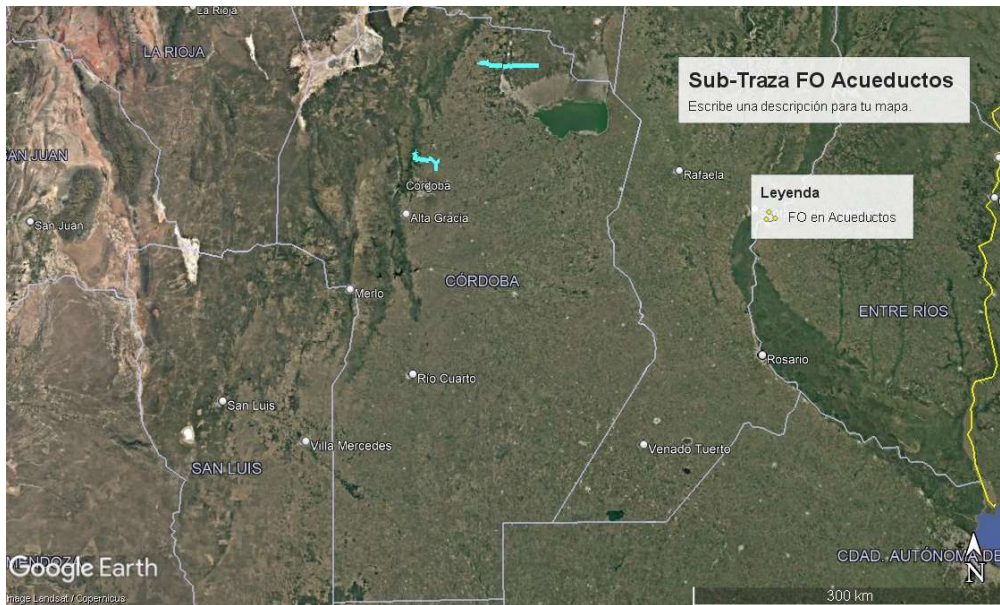 La Rioja
LA RIOJA
Sub-Traza FO Acueductos
Escribe una descripción para tu mapa.
SAN JUAN
Rafaela
Córdoba
Leyenda
FO en Acueductos
San Juan
Alta Gracia
CÓRDOBA
Merlo
ENTRE RÍOS
Rosario
Río Cuarto
San Luis
Villa Mercedes
Venado Tuerto
SAN LUIS
MENDOZA
CDAD. AUTÓNOMA DE
Google Earth
N
Image Landsat / Copernicus
300 km